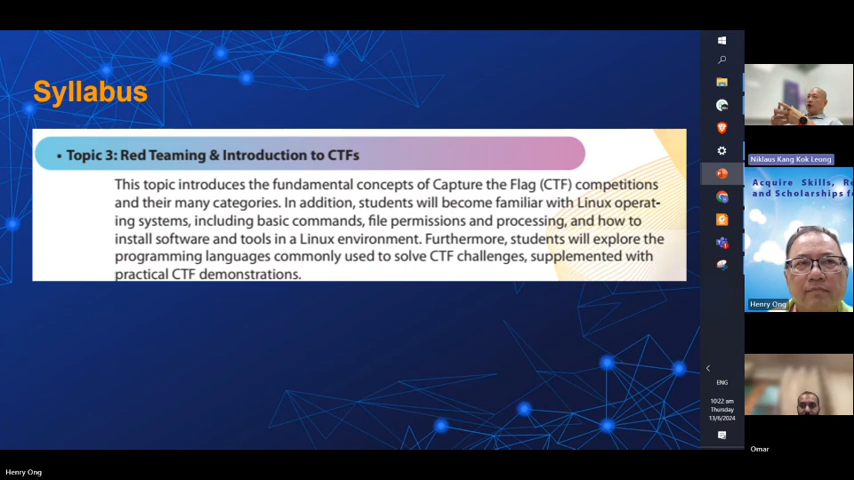 Syllabus
• Topic 3: Red Teaming & Introduction to CTFs
This topic introduces the fundamental concepts of Capture the Flag (CTF) competitions
and their many categories. In addition, students will become familiar with Linux operat-
ing systems, including basic commands, file permissions and processing, and how to
install software and tools in a Linux environment. Furthermore, students will explore the
programming languages commonly used to solve CTF challenges, supplemented with
practical CTF demonstrations.
ENG
10:22 am
Thursday
13/6/2024
Niklaus Kang Kok Leong
Acquire Skills, Re
and Scholarships f
Henry Ong
Omar
Henry Ong